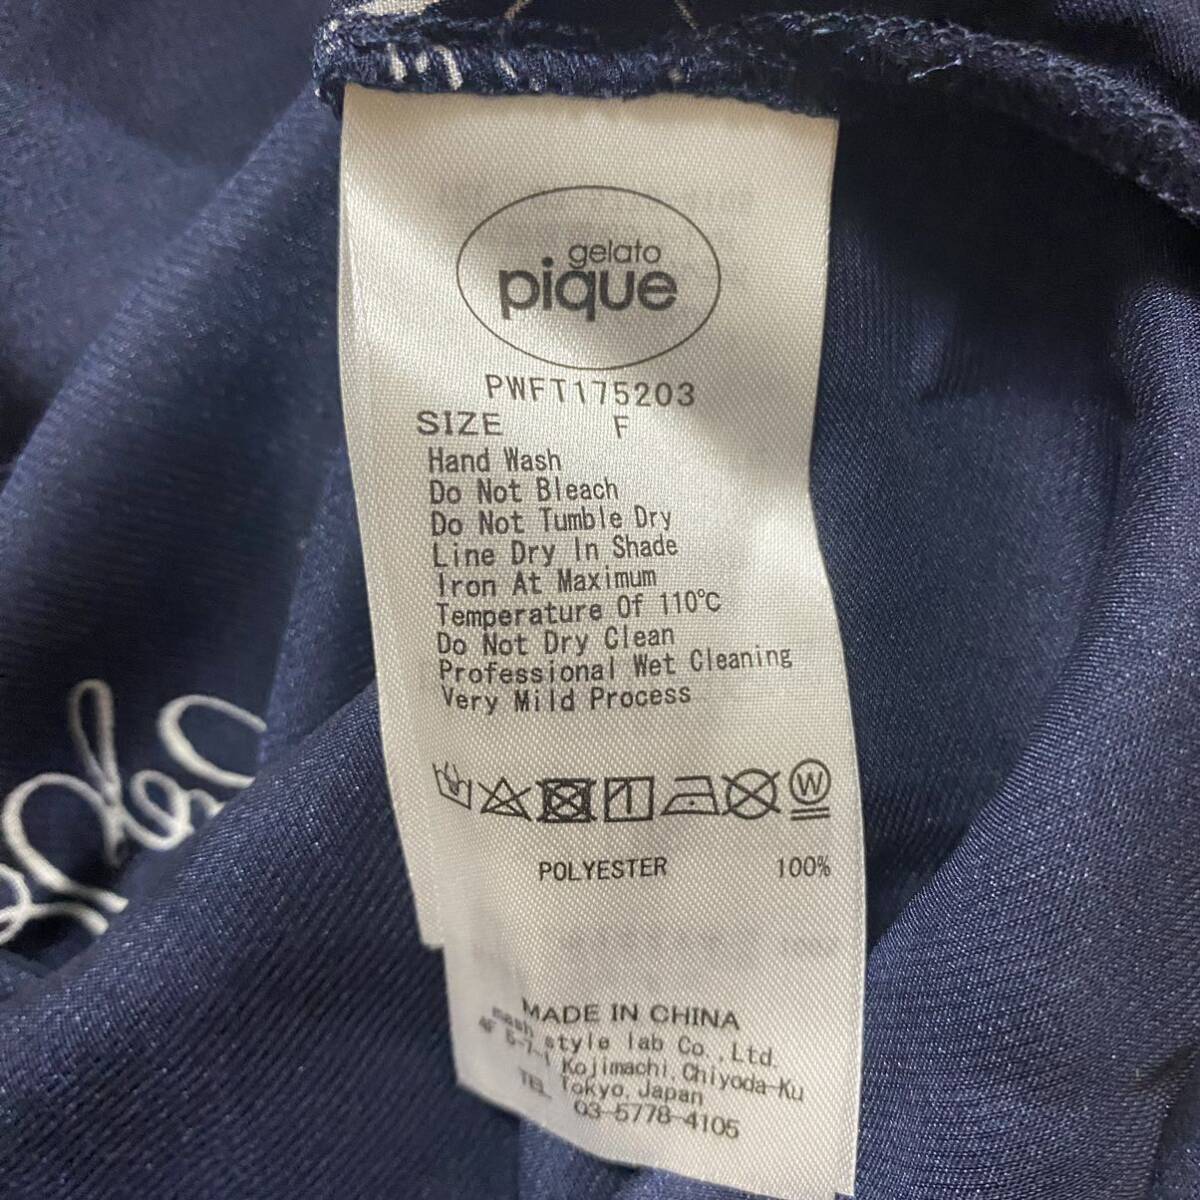 gelato
pique
PWFT175203
SIZE F
Hand Wash
Do Not Bleach
Do Not Tumble Dry
Line Dry In Shade
Iron At Maximum
Temperature Of 110℃
Do Not Dry Clean
Professional Wet Cleaning
Very Mild Process
W
POLYESTER 100%
MADE IN CHINA
mash style lab Co.,Ltd.
4F 5-7-1 Kojimachi,Chiyoda-Ku
Tokyo,Japan
TEL 03-5778-4105